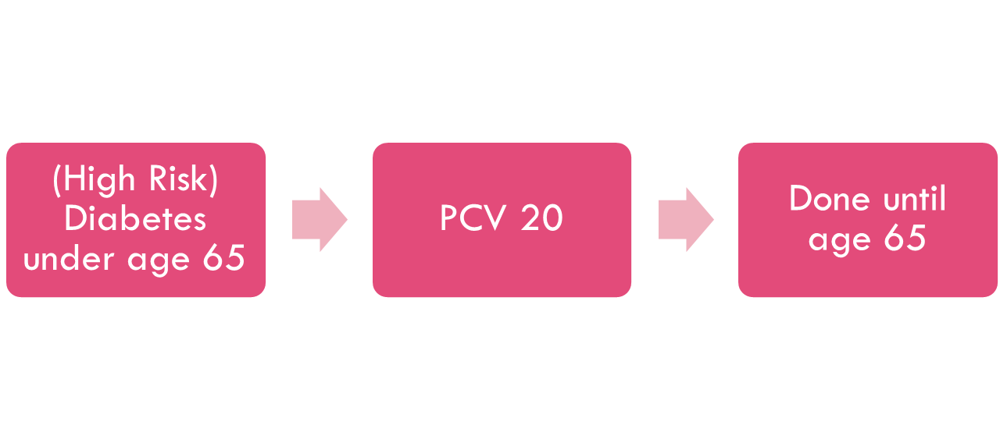 (High Risk)
Diabetes
under age 65
PCV 20
Done until
age 65